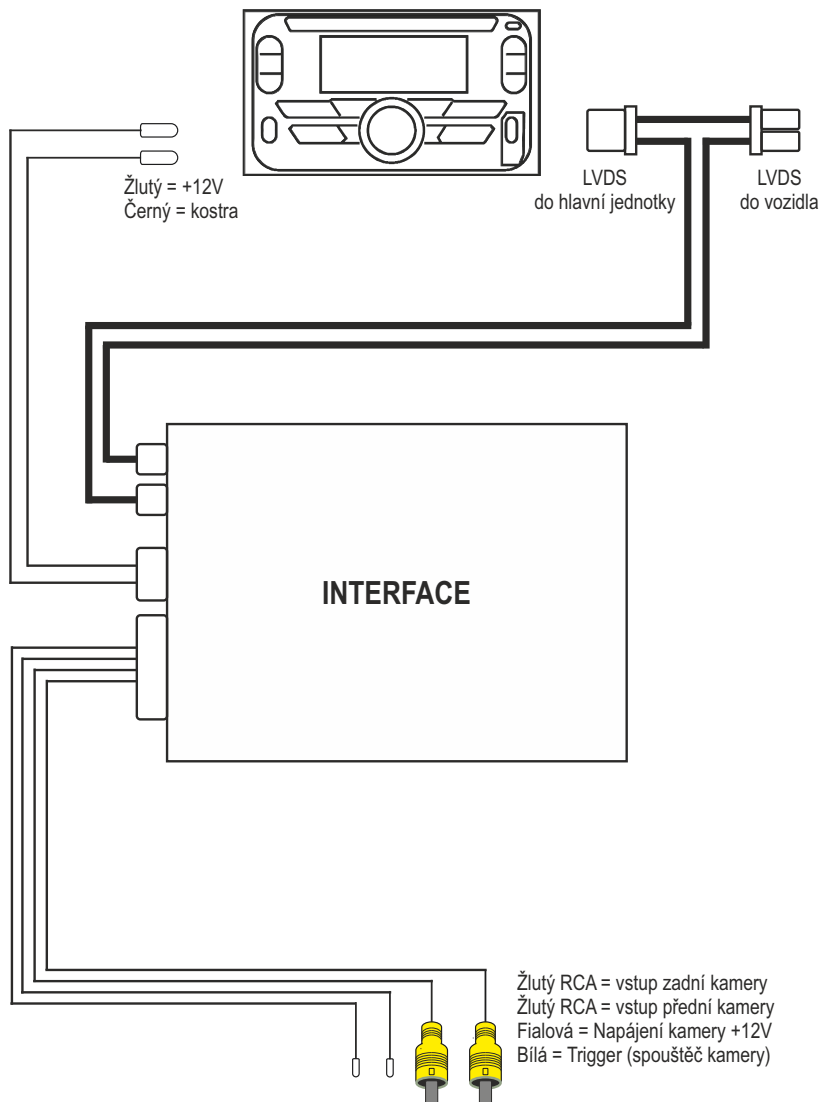 Žlutý = +12V
Černý = kostra
LVDS
do hlavní jednotky
LVDS
do vozidla
INTERFACE
Žlutý RCA = vstup zadní kamery
Žlutý RCA = vstup přední kamery
Fialová = Napájení kamery +12V
Bílá = Trigger (spouštěč kamery)